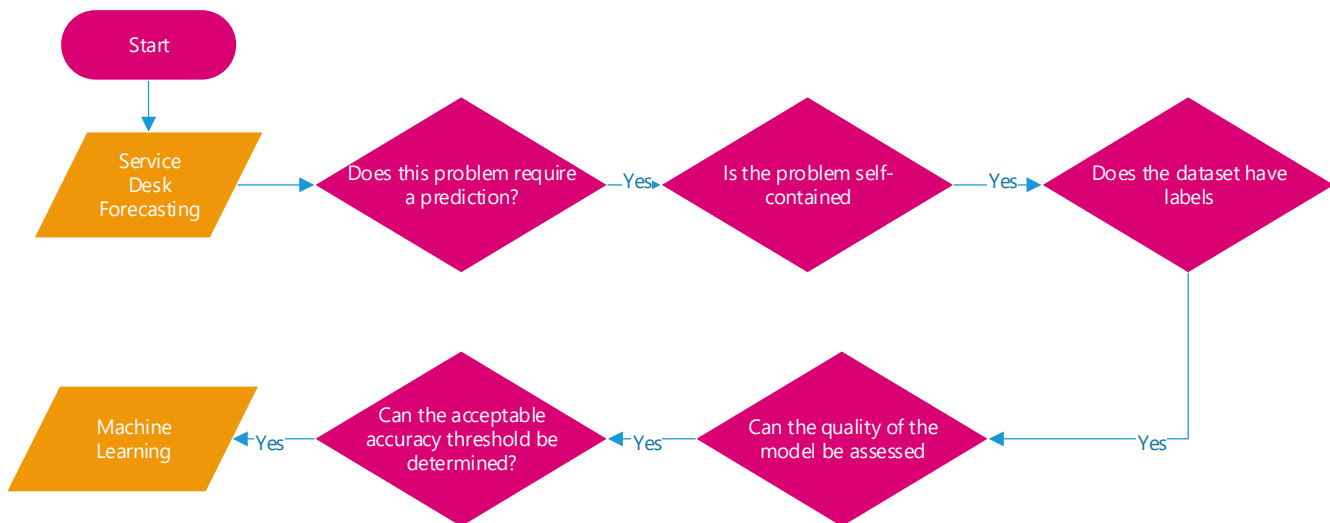 Start
Service
Desk
Forecasting
Does this problem require
a prediction?
Yes
Is the problem self-
contained
Yes
Does the dataset have
labels
Yes
Can the quality of the
model be assessed
Yes
Can the acceptable
accuracy threshold be
determined?
Yes
Machine
Learning